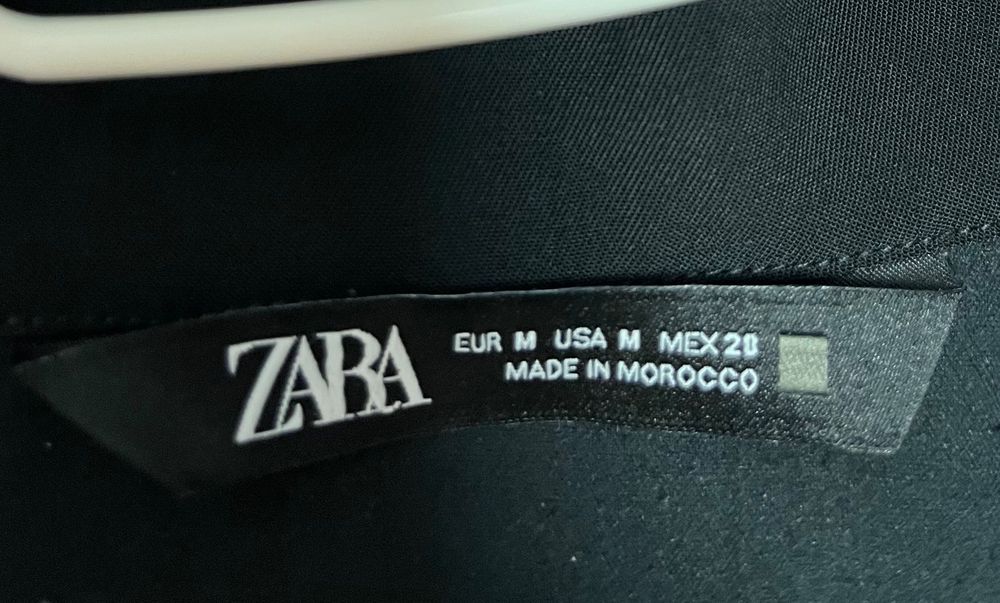 ZARA
EUR M USA M MEX 28
MADE IN MOROCCO